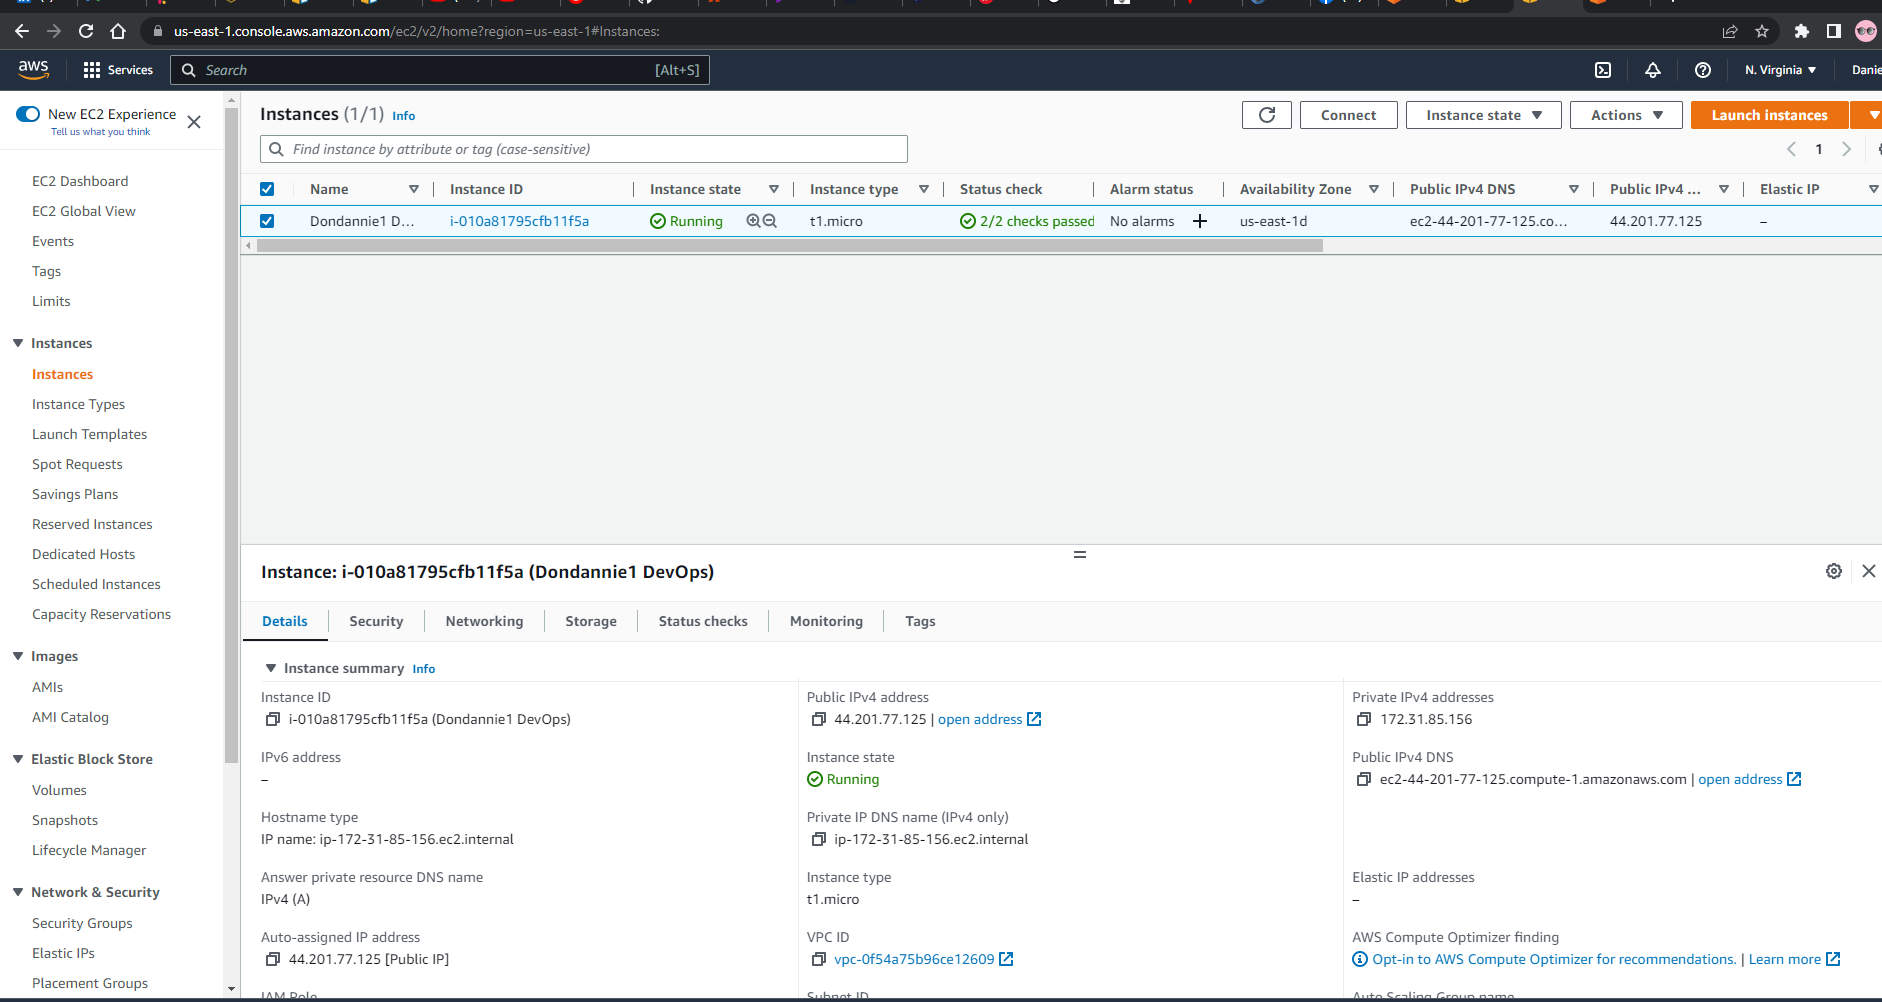 us-east-1.console.aws.amazon.com/ec2/v2/home?region=us-east-1#Instances:
aws
Services
Search
[Alt+S]
N. Virginia
Danie
New EC2 Experience
Tell us what you think
EC2 Dashboard
EC2 Global View
Events
Tags
Limits
Instances
Instances
Instance Types
Launch Templates
Spot Requests
Savings Plans
Reserved Instances
Dedicated Hosts
Scheduled Instances
Capacity Reservations
Images
AMIs
AMI Catalog
Elastic Block Store
Volumes
Snapshots
Lifecycle Manager
Network & Security
Security Groups
Elastic IPs
Placement Groups
Instances (1/1) Info
Connect
Instance state
Actions
Launch instances
Find instance by attribute or tag (case-sensitive)
1
Name Instance ID Instance state Instance type Status check Alarm status Availability Zone Public IPv4 DNS Public IPv4 ... Elastic IP
Dondannie1 D... i-010a81795cfb11f5a Running t1.micro 2/2 checks passed No alarms + us-east-1d ec2-44-201-77-125.co... 44.201.77.125 –
Instance: i-010a81795cfb11f5a (Dondannie1 DevOps)
Details Security Networking Storage Status checks Monitoring Tags
Instance summary Info
Instance ID
i-010a81795cfb11f5a (Dondannie1 DevOps)
Public IPv4 address
44.201.77.125 | open address
Private IPv4 addresses
172.31.85.156
IPv6 address
–
Instance state
Running
Public IPv4 DNS
ec2-44-201-77-125.compute-1.amazonaws.com | open address
Hostname type
IP name: ip-172-31-85-156.ec2.internal
Private IP DNS name (IPv4 only)
ip-172-31-85-156.ec2.internal
Answer private resource DNS name
IPv4 (A)
Instance type
t1.micro
Elastic IP addresses
–
Auto-assigned IP address
44.201.77.125 [Public IP]
VPC ID
vpc-0f54a75b96ce12609
AWS Compute Optimizer finding
Opt-in to AWS Compute Optimizer for recommendations. | Learn more
IAM Role
Subnet ID
Auto Scaling Group name